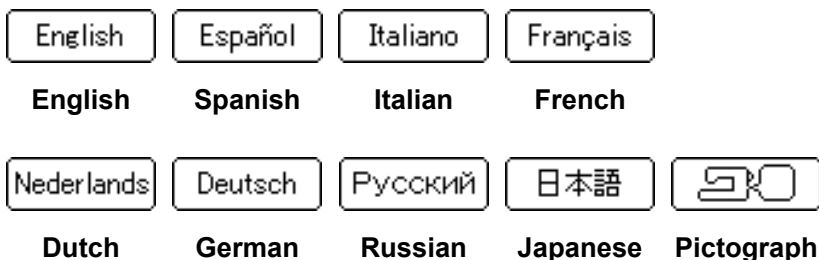 English Español Italiano Français
English Spanish Italian French
Nederlands Deutsch Русский 日本語
Dutch German Russian Japanese Pictograph